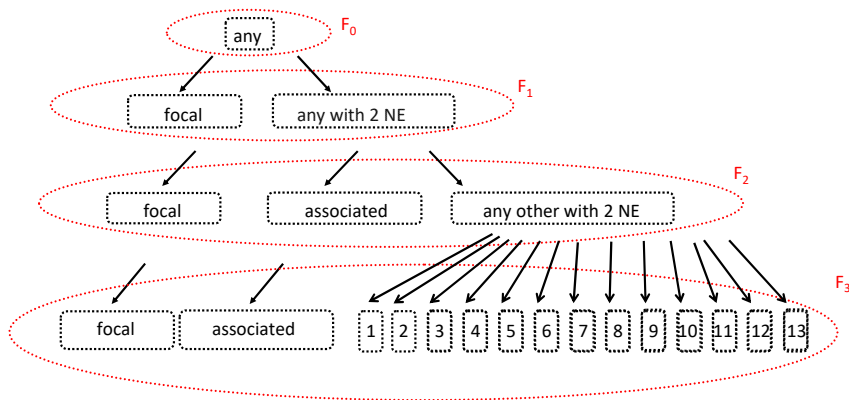 any
F0
F1
focal
any with 2 NE
F2
focal
associated
any other with 2 NE
F3
focal
associated
1 2 3 4 5 6 7 8 9 10 11 12 13